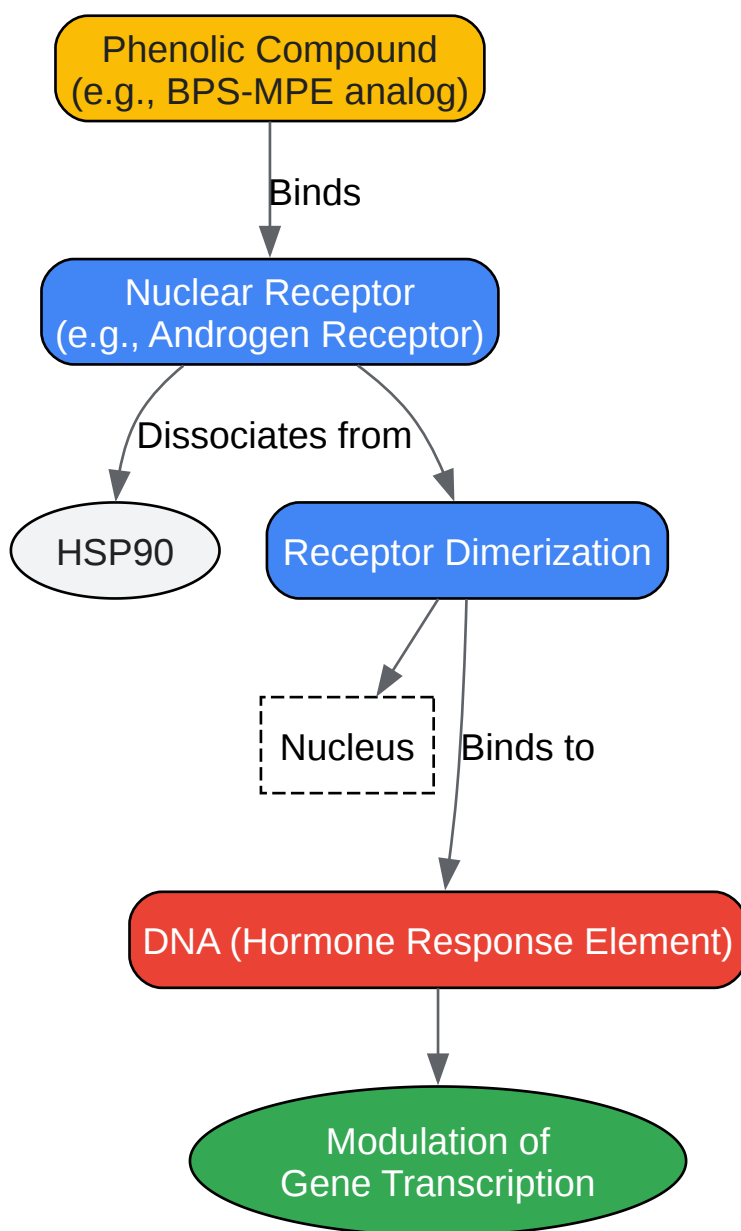 Phenolic Compound
(e.g., BPS-MPE analog)
Binds
Nuclear Receptor
(e.g., Androgen Receptor)
Dissociates from
HSP90
Receptor Dimerization
Nucleus
Binds to
DNA (Hormone Response Element)
Modulation of
Gene Transcription